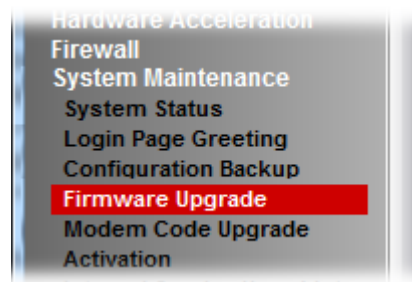 Hardware Acceleration
Firewall
System Maintenance
System Status
Login Page Greeting
Configuration Backup
Firmware Upgrade
Modem Code Upgrade
Activation